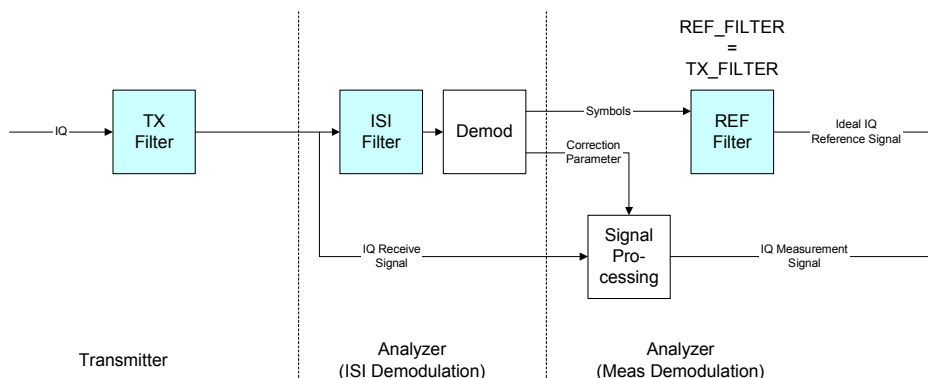 REF_FILTER
=
TX_FILTER
IQ
TX
Filter
ISI
Filter
Demod
Symbols
REF
Filter
Ideal IQ
Reference Signal
Correction
Parameter
IQ Receive
Signal
Signal
Pro-
cessing
IQ Measurement
Signal
Transmitter
Analyzer
(ISI Demodulation)
Analyzer
(Meas Demodulation)